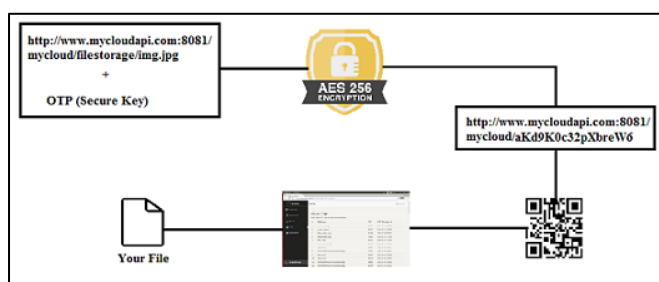 http://www.mycloudapi.com:8081/
mycloud/filestorage/img.jpg
+
OTP (Secure Key)
AES 256
ENCRYPTION
http://www.mycloudapi.com:8081/
mycloud/aKd9K0c32pXbreW6
Your File